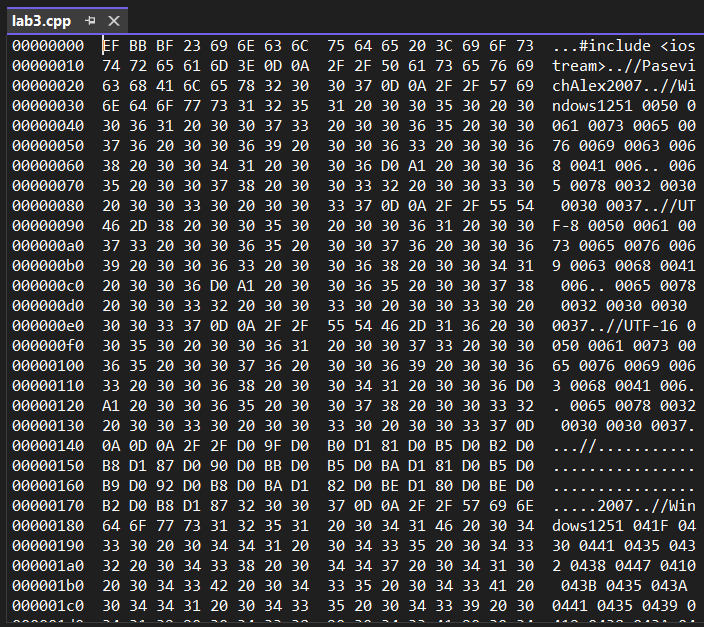 lab3.cpp
00000000 EF BB BF 23 69 6E 63 6C 75 64 65 20 3C 69 6F 73 ...#include <ios
00000010 74 72 65 61 6D 3E 0D 0A 2F 2F 50 61 73 65 76 69 tream>..//Pasevi
00000020 63 68 41 6C 65 78 32 30 30 37 0D 0A 2F 2F 57 69 chAlex2007..//Wi
00000030 6E 64 6F 77 73 31 32 35 31 20 30 30 35 30 20 30 ndows1251 0050 0
00000040 30 36 31 20 30 30 37 33 20 30 30 36 35 20 30 30 061 0073 0065 00
00000050 37 36 20 30 30 36 39 20 30 30 36 33 20 30 30 36 76 0069 0063 006
00000060 38 20 30 30 34 31 20 30 30 36 D0 A1 20 30 30 36 8 0041 006.. 006
00000070 35 20 30 30 37 38 20 30 30 33 32 20 30 30 33 30 5 0078 0032 0030
00000080 20 30 30 33 30 20 30 30 33 37 0D 0A 2F 2F 55 54 0030 0037..//UT
00000090 46 2D 38 20 30 30 35 30 20 30 30 36 31 20 30 30 F-8 0050 0061 00
000000a0 37 33 20 30 30 36 35 20 30 30 37 36 20 30 30 36 73 0065 0076 006
000000b0 39 20 30 30 36 33 20 30 30 36 38 20 30 30 34 31 9 0063 0068 0041
000000c0 20 30 30 36 D0 A1 20 30 30 36 35 20 30 30 37 38 006.. 0065 0078
000000d0 20 30 30 33 32 20 30 30 33 30 20 30 30 33 30 20 0032 0030 0030
000000e0 30 30 33 37 0D 0A 2F 2F 55 54 46 2D 31 36 20 30 0037..//UTF-16 0
000000f0 30 35 30 20 30 30 36 31 20 30 30 37 33 20 30 30 050 0061 0073 00
00000100 36 35 20 30 30 37 36 20 30 30 36 39 20 30 30 36 65 0076 0069 006
00000110 33 20 30 30 36 38 20 30 30 34 31 20 30 30 36 D0 3 0068 0041 006.
00000120 A1 20 30 30 36 35 20 30 30 37 38 20 30 30 33 32 . 0065 0078 0032
00000130 20 30 30 33 30 20 30 30 33 30 20 30 30 33 37 0D 0030 0030 0037.
00000140 0A 0D 0A 2F 2F D0 9F D0 B0 D1 81 D0 B5 D0 B2 D0 ...//...........
00000150 B8 D1 87 D0 90 D0 BB D0 B5 D0 BA D1 81 D0 B5 D0 ................
00000160 B9 D0 92 D0 B8 D0 BA D1 82 D0 BE D1 80 D0 BE D0 ................
00000170 B2 D0 B8 D1 87 32 30 30 37 0D 0A 2F 2F 57 69 6E .....2007..//Win
00000180 64 6F 77 73 31 32 35 31 20 30 34 31 46 20 30 34 dows1251 041F 04
00000190 33 30 20 30 34 34 31 20 30 34 33 35 20 30 34 33 30 0441 0435 043
000001a0 32 20 30 34 33 38 20 30 34 34 37 20 30 34 31 30 2 0438 0447 0410
000001b0 20 30 34 33 42 20 30 34 33 35 20 30 34 33 41 20 043B 0435 043A
000001c0 30 34 34 31 20 30 34 33 35 20 30 34 33 39 20 30 0441 0435 0439 0